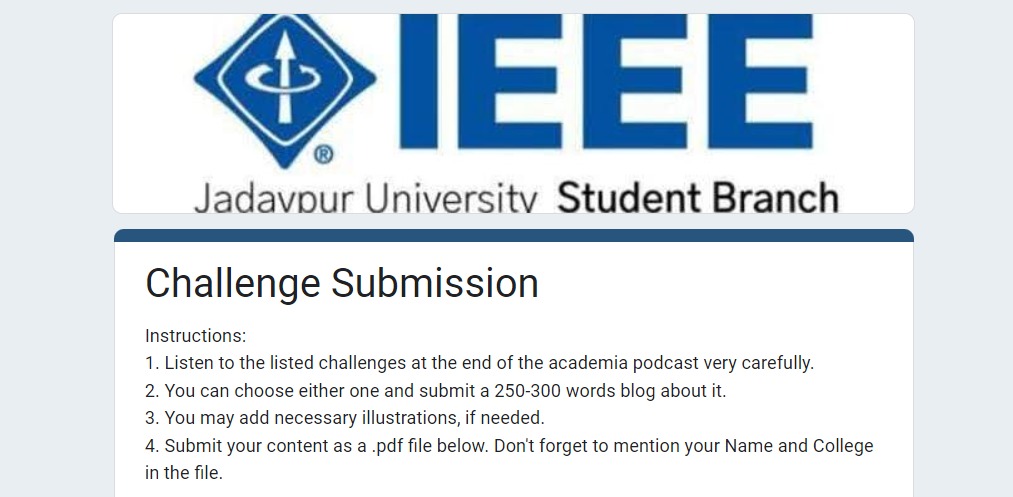 IEEE
®
Jadavpur University Student Branch
Challenge Submission
Instructions:
1. Listen to the listed challenges at the end of the academia podcast very carefully.
2. You can choose either one and submit a 250-300 words blog about it.
3. You may add necessary illustrations, if needed.
4. Submit your content as a .pdf file below. Don't forget to mention your Name and College
in the file.